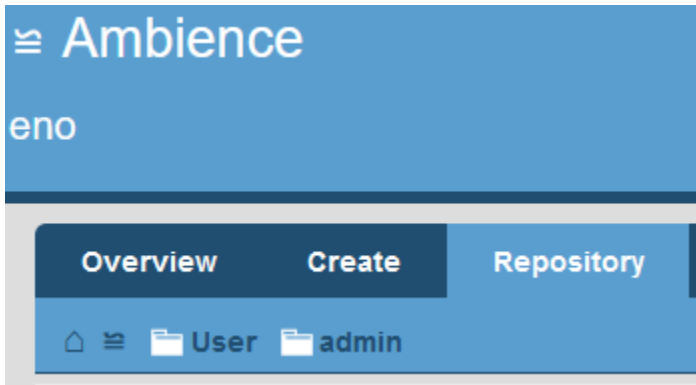 ≌ Ambience
eno
Overview Create Repository
⌂ ≌ User admin